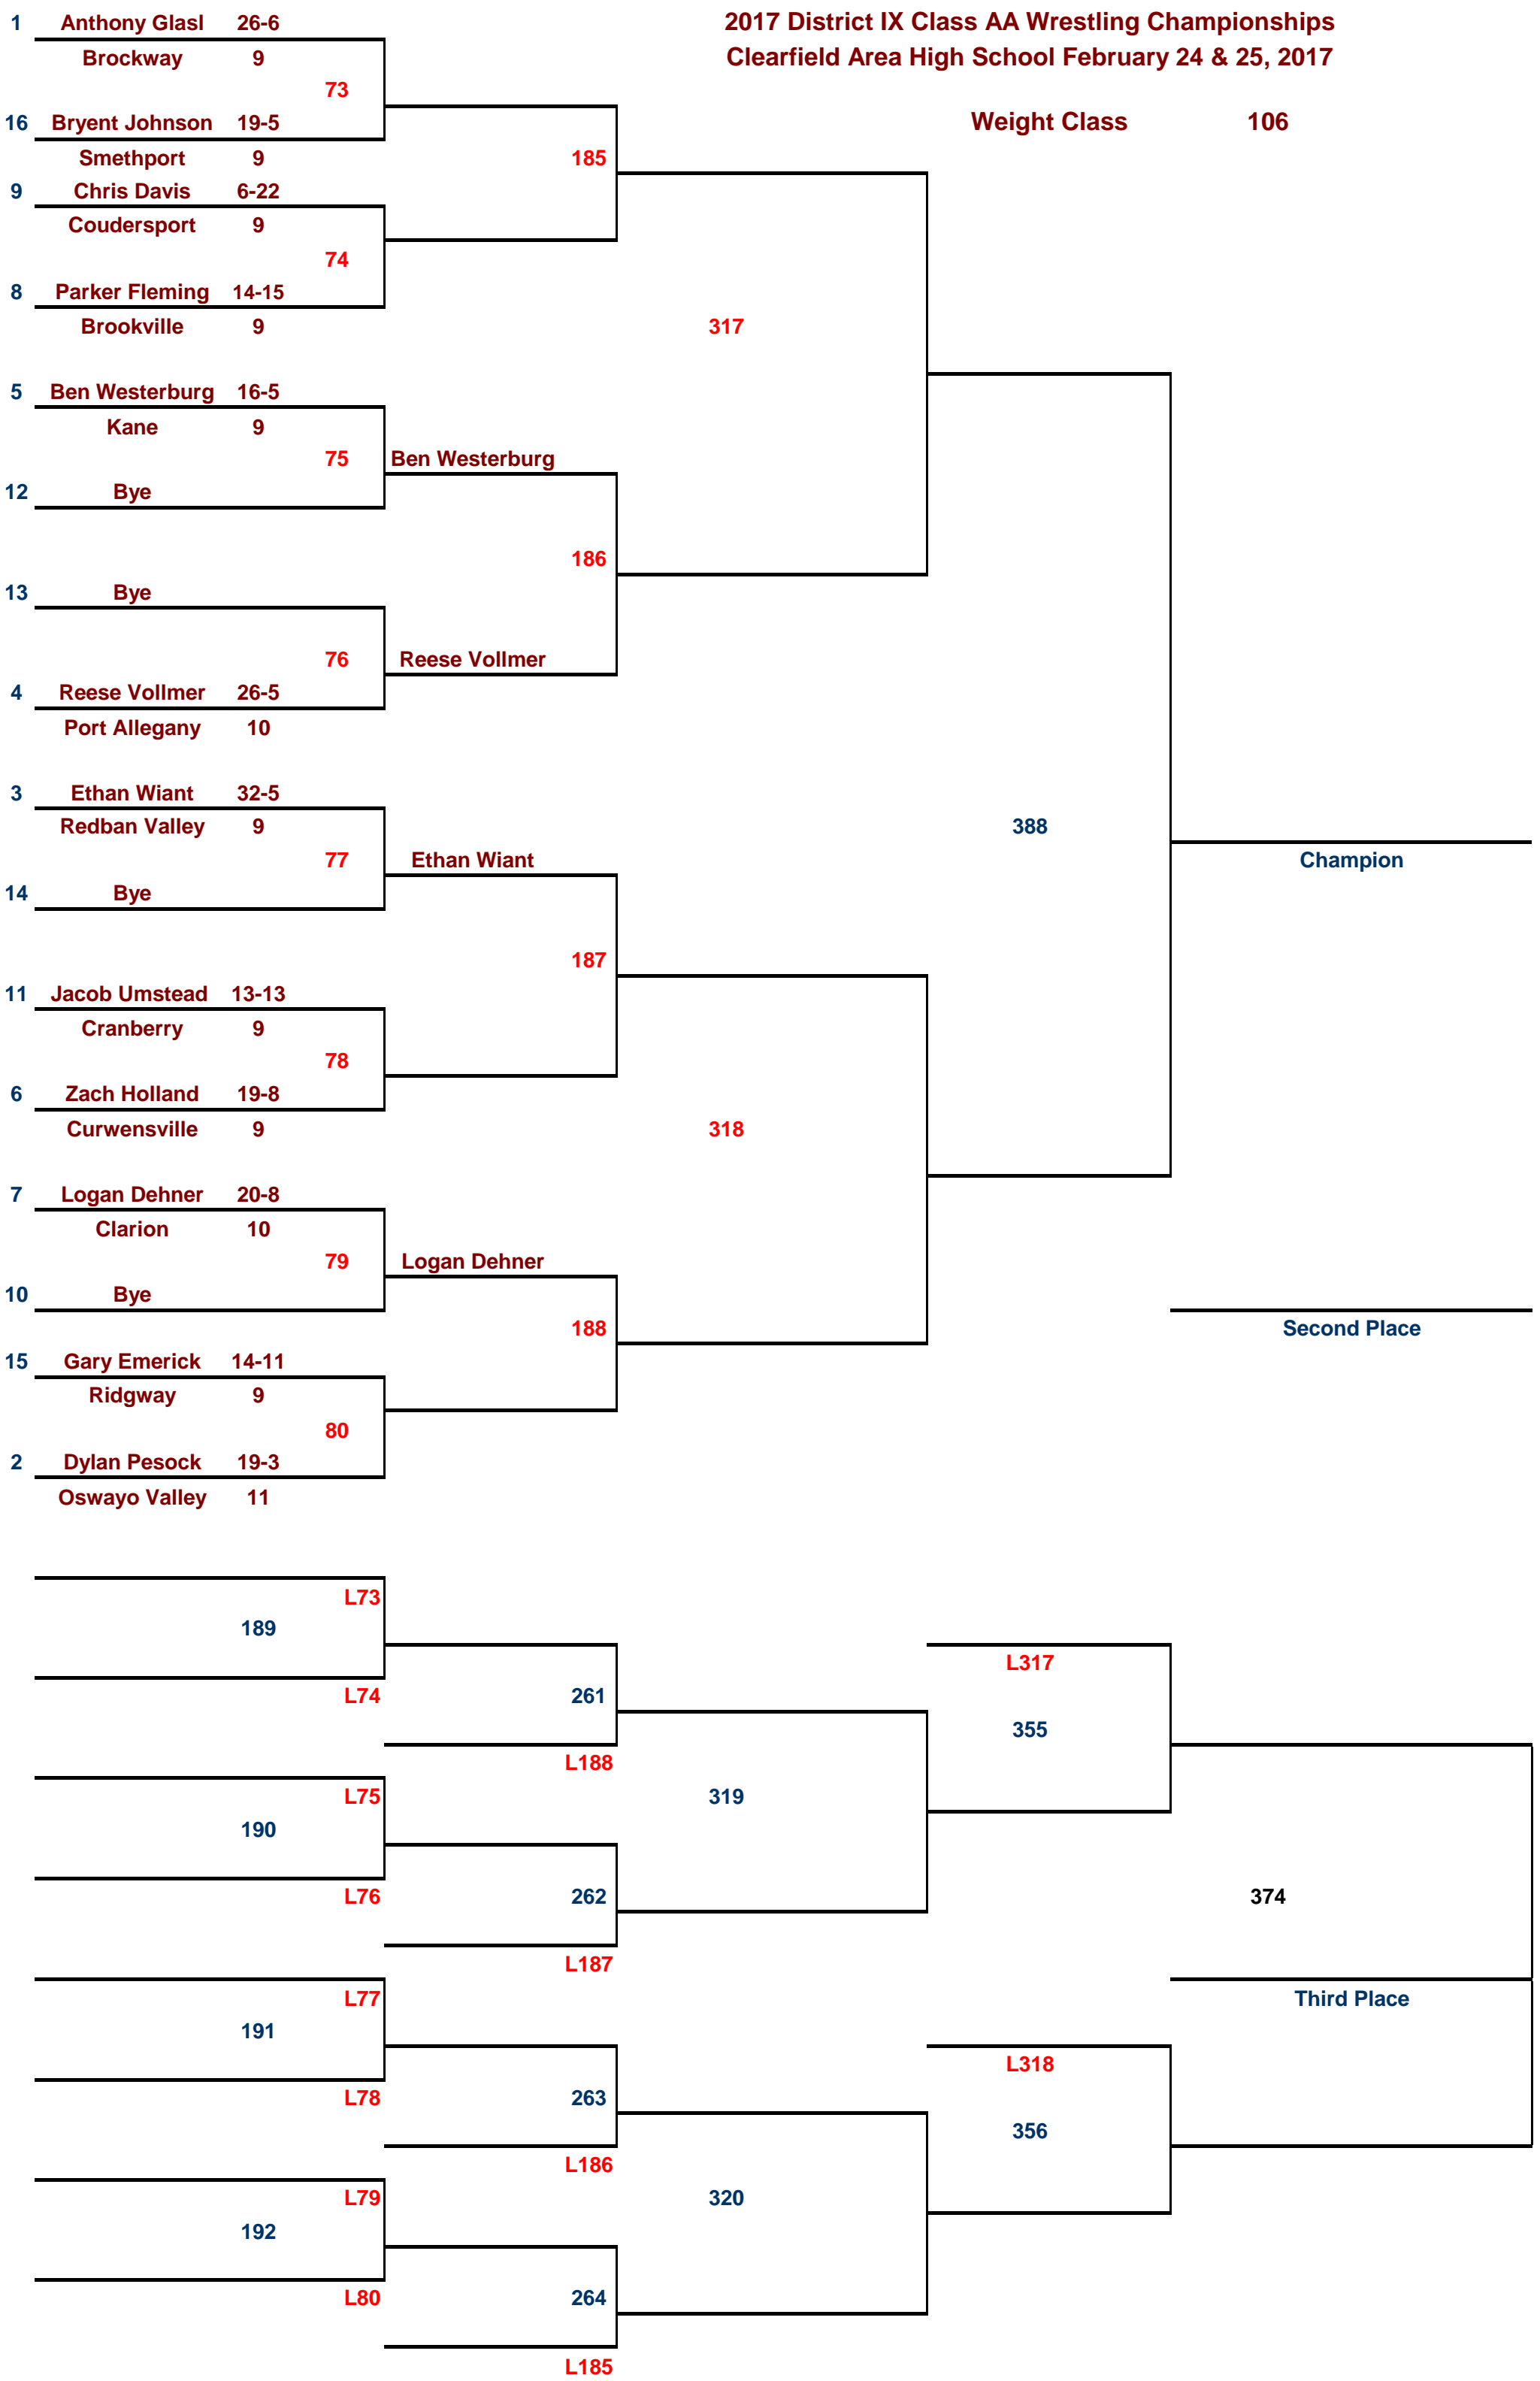 2017 District IX Class AA Wrestling Championships
Clearfield Area High School February 24 & 25, 2017
Weight Class 106
1 Anthony Glasl 26-6
Brockway 9
73
16 Bryent Johnson 19-5
Smethport 9
185
9 Chris Davis 6-22
Coudersport 9
74
8 Parker Fleming 14-15
Brookville 9
317
5 Ben Westerburg 16-5
Kane 9
75 Ben Westerburg
12 Bye
186
13 Bye
76 Reese Vollmer
4 Reese Vollmer 26-5
Port Allegany 10
3 Ethan Wiant 32-5
Redban Valley 9
388
77 Ethan Wiant
Champion
14 Bye
187
11 Jacob Umstead 13-13
Cranberry 9
78
6 Zach Holland 19-8
Curwensville 9
318
7 Logan Dehner 20-8
Clarion 10
79 Logan Dehner
10 Bye
188
Second Place
15 Gary Emerick 14-11
Ridgway 9
80
2 Dylan Pesock 19-3
Oswayo Valley 11
L73
189
L317
L74
261
355
L188
L75
319
190
L76
262
374
L187
L77
Third Place
191
L318
L78
263
356
L186
L79
320
192
L80
264
L185